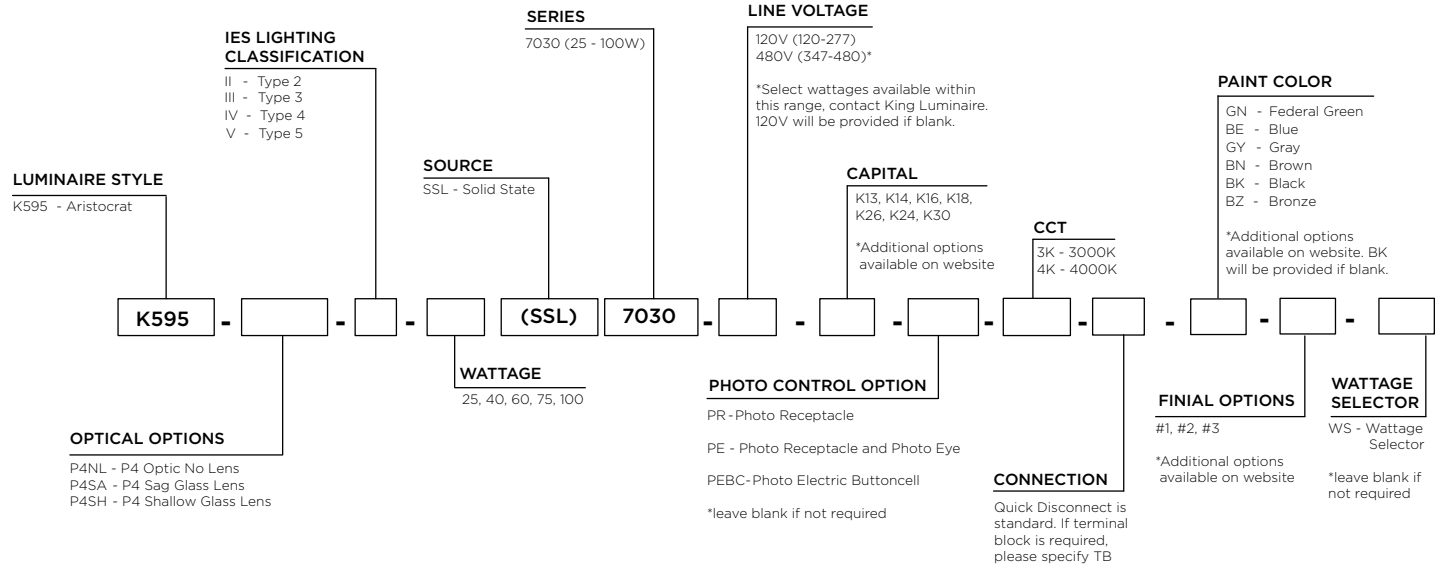 LUMINAIRE STYLE
K595 - Aristocrat
IES LIGHTING
CLASSIFICATION
II - Type 2
III - Type 3
IV - Type 4
V - Type 5
SOURCE
SSL - Solid State
SERIES
7030 (25 - 100W)
LINE VOLTAGE
120V (120-277)
480V (347-480)*
*Select wattages available within
this range, contact King Luminaire.
120V will be provided if blank.
CAPITAL
K13, K14, K16, K18,
K26, K24, K30
*Additional options
available on website
CCT
3K - 3000K
4K - 4000K
PAINT COLOR
GN - Federal Green
BE - Blue
GY - Gray
BN - Brown
BK - Black
BZ - Bronze
*Additional options
available on website. BK
will be provided if blank.
K595 - - - (SSL) 7030 - - - - - - - -
OPTICAL OPTIONS
P4NL - P4 Optic No Lens
P4SA - P4 Sag Glass Lens
P4SH - P4 Shallow Glass Lens
WATTAGE
25, 40, 60, 75, 100
PHOTO CONTROL OPTION
PR-Photo Receptacle
PE - Photo Receptacle and Photo Eye
PEBC-Photo Electric Buttoncell
*leave blank if not required
CONNECTION
Quick Disconnect is
standard. If terminal
block is required,
please specify TB
FINIAL OPTIONS
#1, #2, #3
*Additional options
available on website
WATTAGE
SELECTOR
WS - Wattage
Selector
*leave blank if
not required